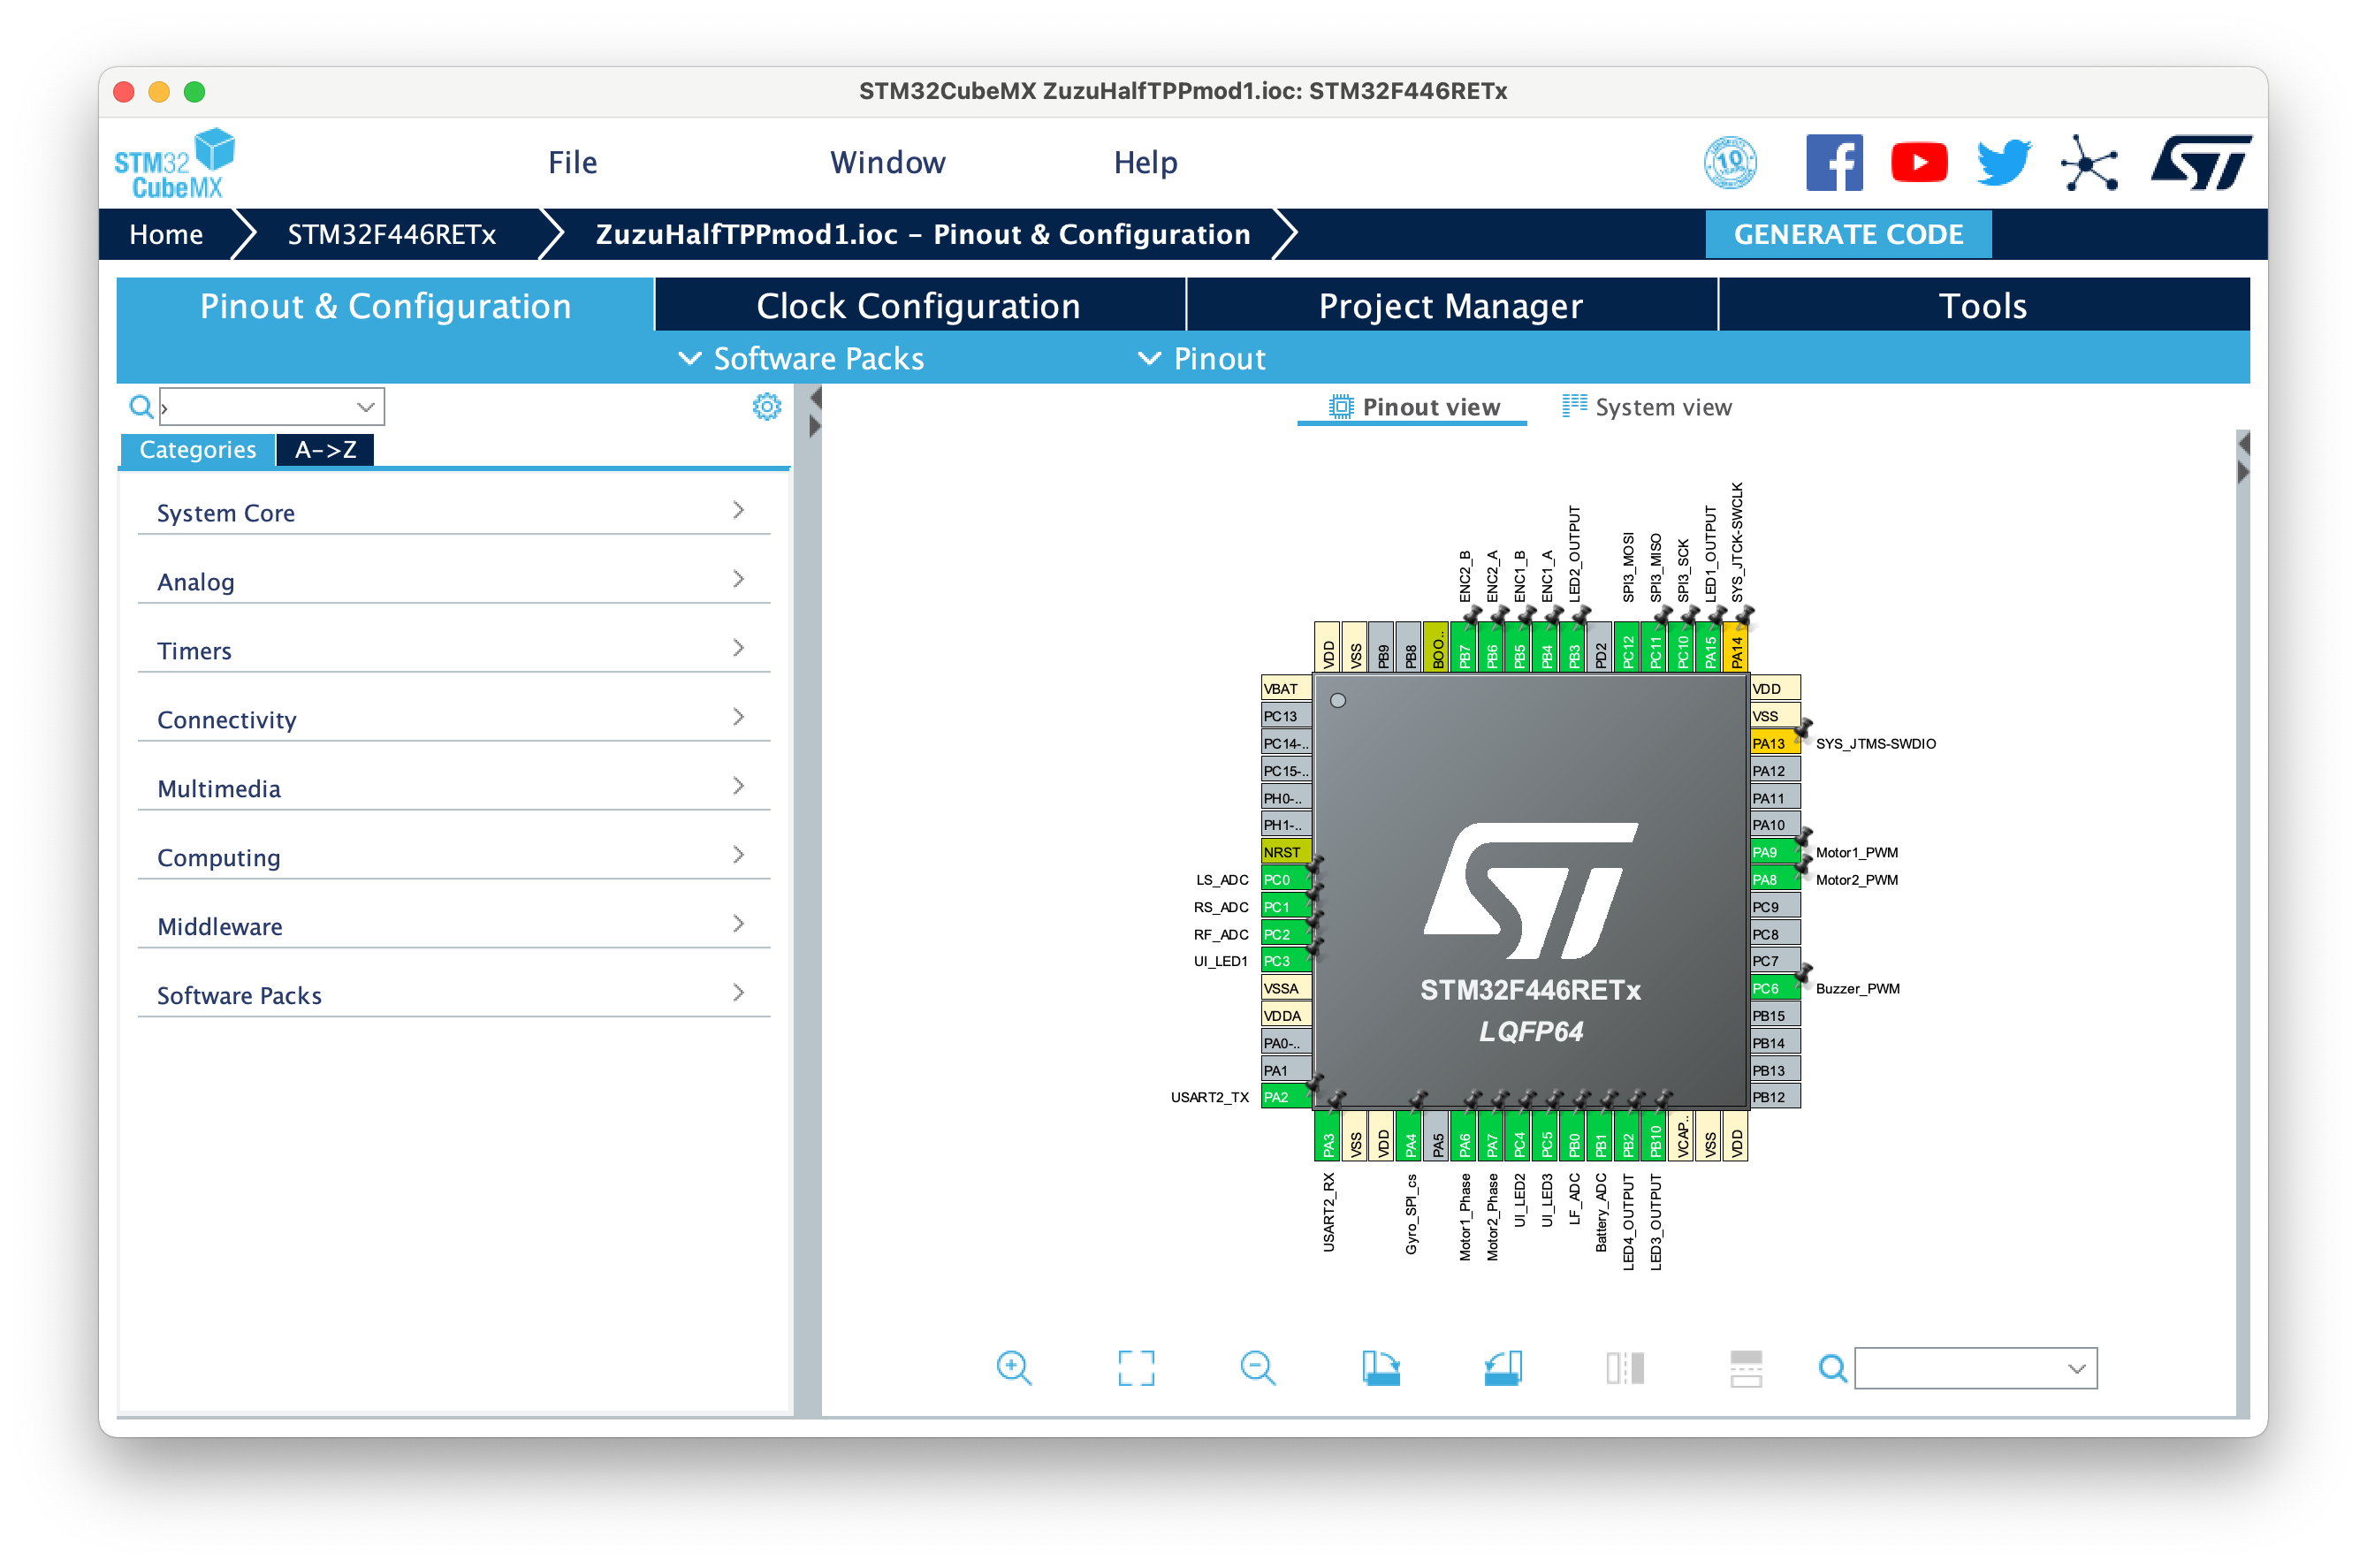 STM32CubeMX ZuzuHalfTPPmod1.ioc: STM32F446RETx
STM32
CubeMX
File
Window
Help
10
ST
Home
STM32F446RETx
ZuzuHalfTPPmod1.ioc – Pinout & Configuration
GENERATE CODE
Pinout & Configuration
Clock Configuration
Project Manager
Tools
Software Packs
Pinout
Categories
A->Z
System Core
Analog
Timers
Connectivity
Multimedia
Computing
Middleware
Software Packs
Pinout view
System view
ENC2_B
ENC2_A
ENC1_B
ENC1_A
LED2_OUTPUT
SPI3_MOSI
SPI3_MISO
SPI3_SCK
LED1_OUTPUT
SYS_JTCK-SWCLK
VDD
VSS
PB9
PB8
BOO..
PB7
PB6
PB5
PB4
PB3
PD2
PC12
PC11
PC10
PA15
PA14
VBAT
PC13
PC14-..
PC15-..
PH0-..
PH1-..
NRST
LS_ADC PC0
RS_ADC PC1
RF_ADC PC2
UI_LED1 PC3
VSSA
VDDA
PA0-..
PA1
USART2_TX PA2
ST
STM32F446RETx
LQFP64
VDD
VSS
PA13 SYS_JTMS-SWDIO
PA12
PA11
PA10
PA9 Motor1_PWM
PA8 Motor2_PWM
PC9
PC8
PC7
PC6 Buzzer_PWM
PB15
PB14
PB13
PB12
PA3
VSS
VDD
PA4
PA5
PA6
PA7
PC4
PC5
PB0
PB1
PB2
PB10
VCAP..
VSS
VDD
USART2_RX
Gyro_SPI_cs
Motor1_Phase
Motor2_Phase
UI_LED2
UI_LED3
LF_ADC
Battery_ADC
LED4_OUTPUT
LED3_OUTPUT